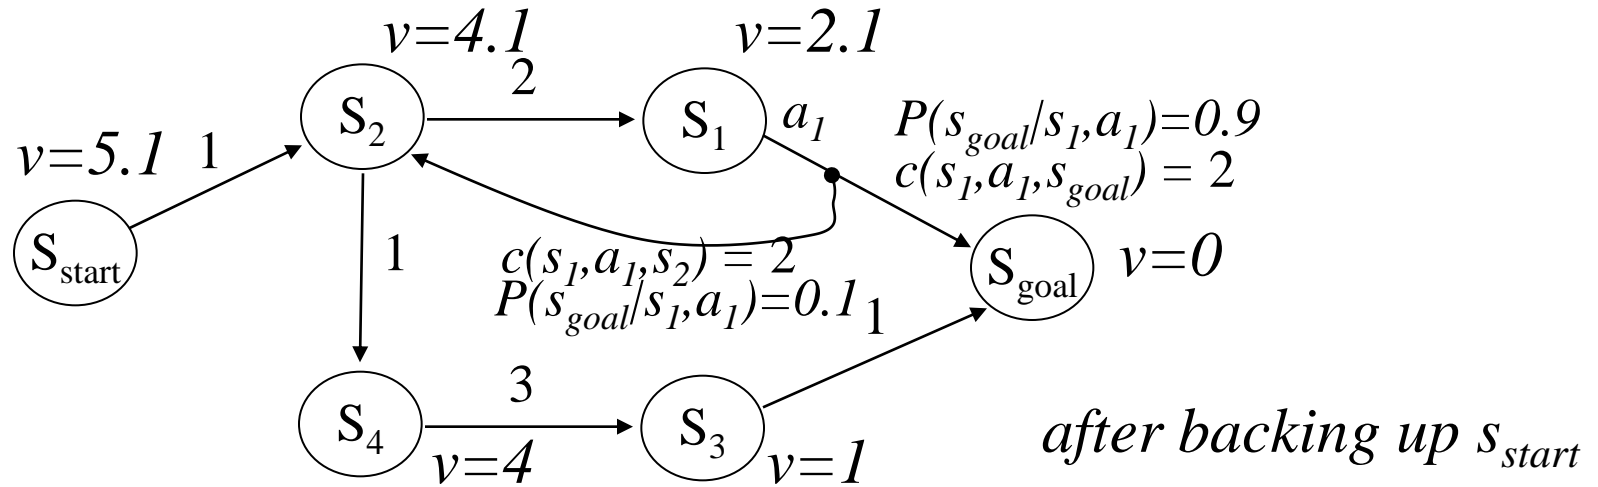 v=4.1
v=2.1
2
S2
S1
a1
P(sgoal/s1,a1)=0.9
c(s1,a1,sgoal) = 2
v=5.1
1
Sstart
1
c(s1,a1,s2) = 2
P(sgoal/s1,a1)=0.1
Sgoal
v=0
1
3
S4
S3
v=4
v=1
after backing up sstart